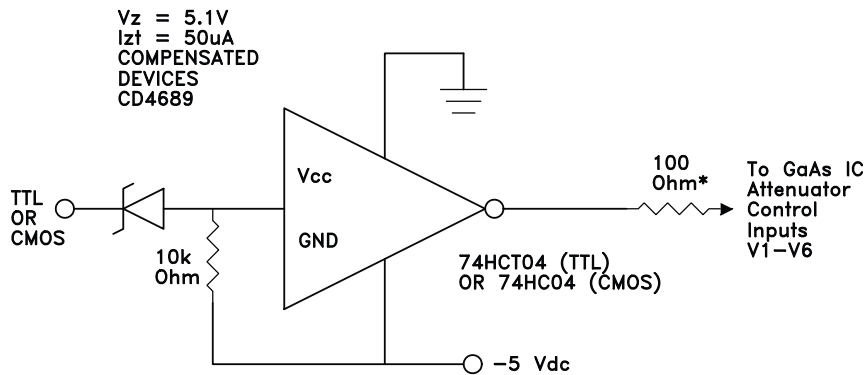 Vz = 5.1V
Izt = 50uA
COMPENSATED
DEVICES
CD4689
TTL
OR
CMOS
10k
Ohm
Vcc
GND
74HCT04 (TTL)
OR 74HC04 (CMOS)
-5 Vdc
100
Ohm*
To GaAs IC
Attenuator
Control
Inputs
V1-V6